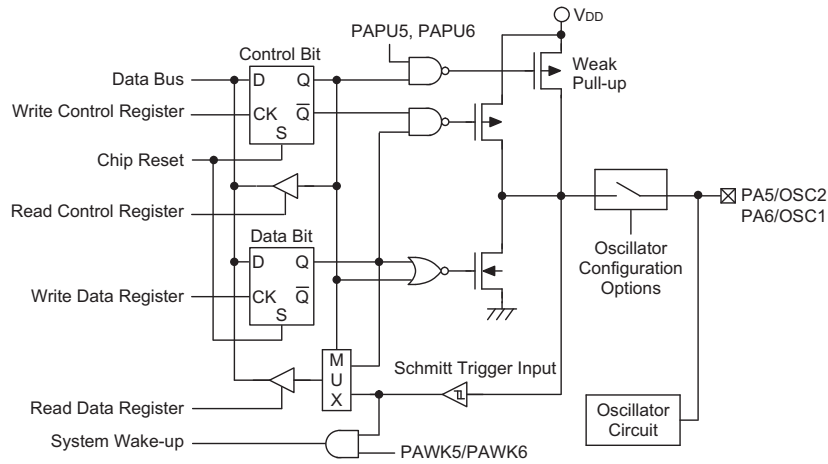 VDD
PAPU5, PAPU6
Control Bit
Weak
Pull-up
Data Bus
D
Q
Write Control Register
CK
Q
S
Chip Reset
Read Control Register
PA5/OSC2
PA6/OSC1
Data Bit
Oscillator
Configuration
Options
D
Q
Write Data Register
CK
Q
S
M
U
X
Schmitt Trigger Input
Read Data Register
Oscillator
Circuit
System Wake-up
PAWK5/PAWK6